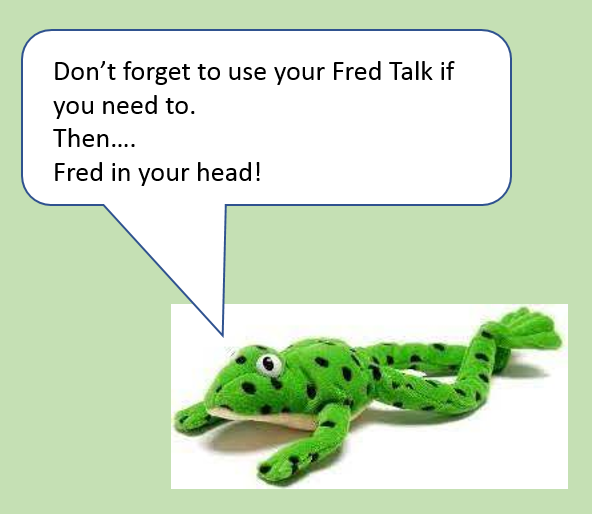 Don’t forget to use your Fred Talk if
you need to.
Then….
Fred in your head!